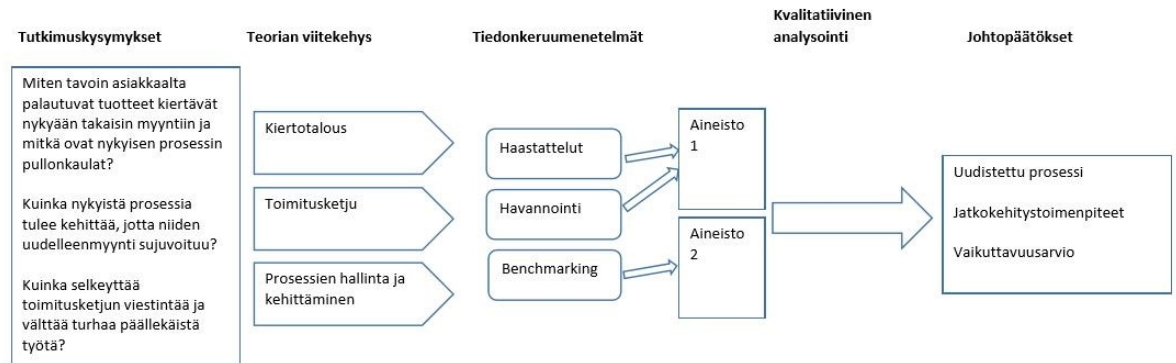 Tutkimuskysymykset
Teorian viitekehys
Tiedonkeruumenetelmät
Kvalitatiivinen
analysointi
Johtopäätökset
Miten tavoin asiakkaalta
palautuvat tuotteet kiertävät
nykyään takaisin myyntiin ja
mitkä ovat nykyisen prosessin
pullonkaulat?
Kuinka nykyistä prosessia
tulee kehittää, jotta niiden
uudelleenmyynti sujuvoituu?
Kuinka selkeyttää
toimitusketjun viestintää ja
välttää turhaa päällekäistä
työtä?
Kiertotalous
Toimitusketju
Prosessien hallinta ja
kehittäminen
Haastattelut
Havannointi
Benchmarking
Aineisto
1
Aineisto
2
Uudistettu prosessi
Jatkokehitystoimenpiteet
Vaikuttavuusarvio